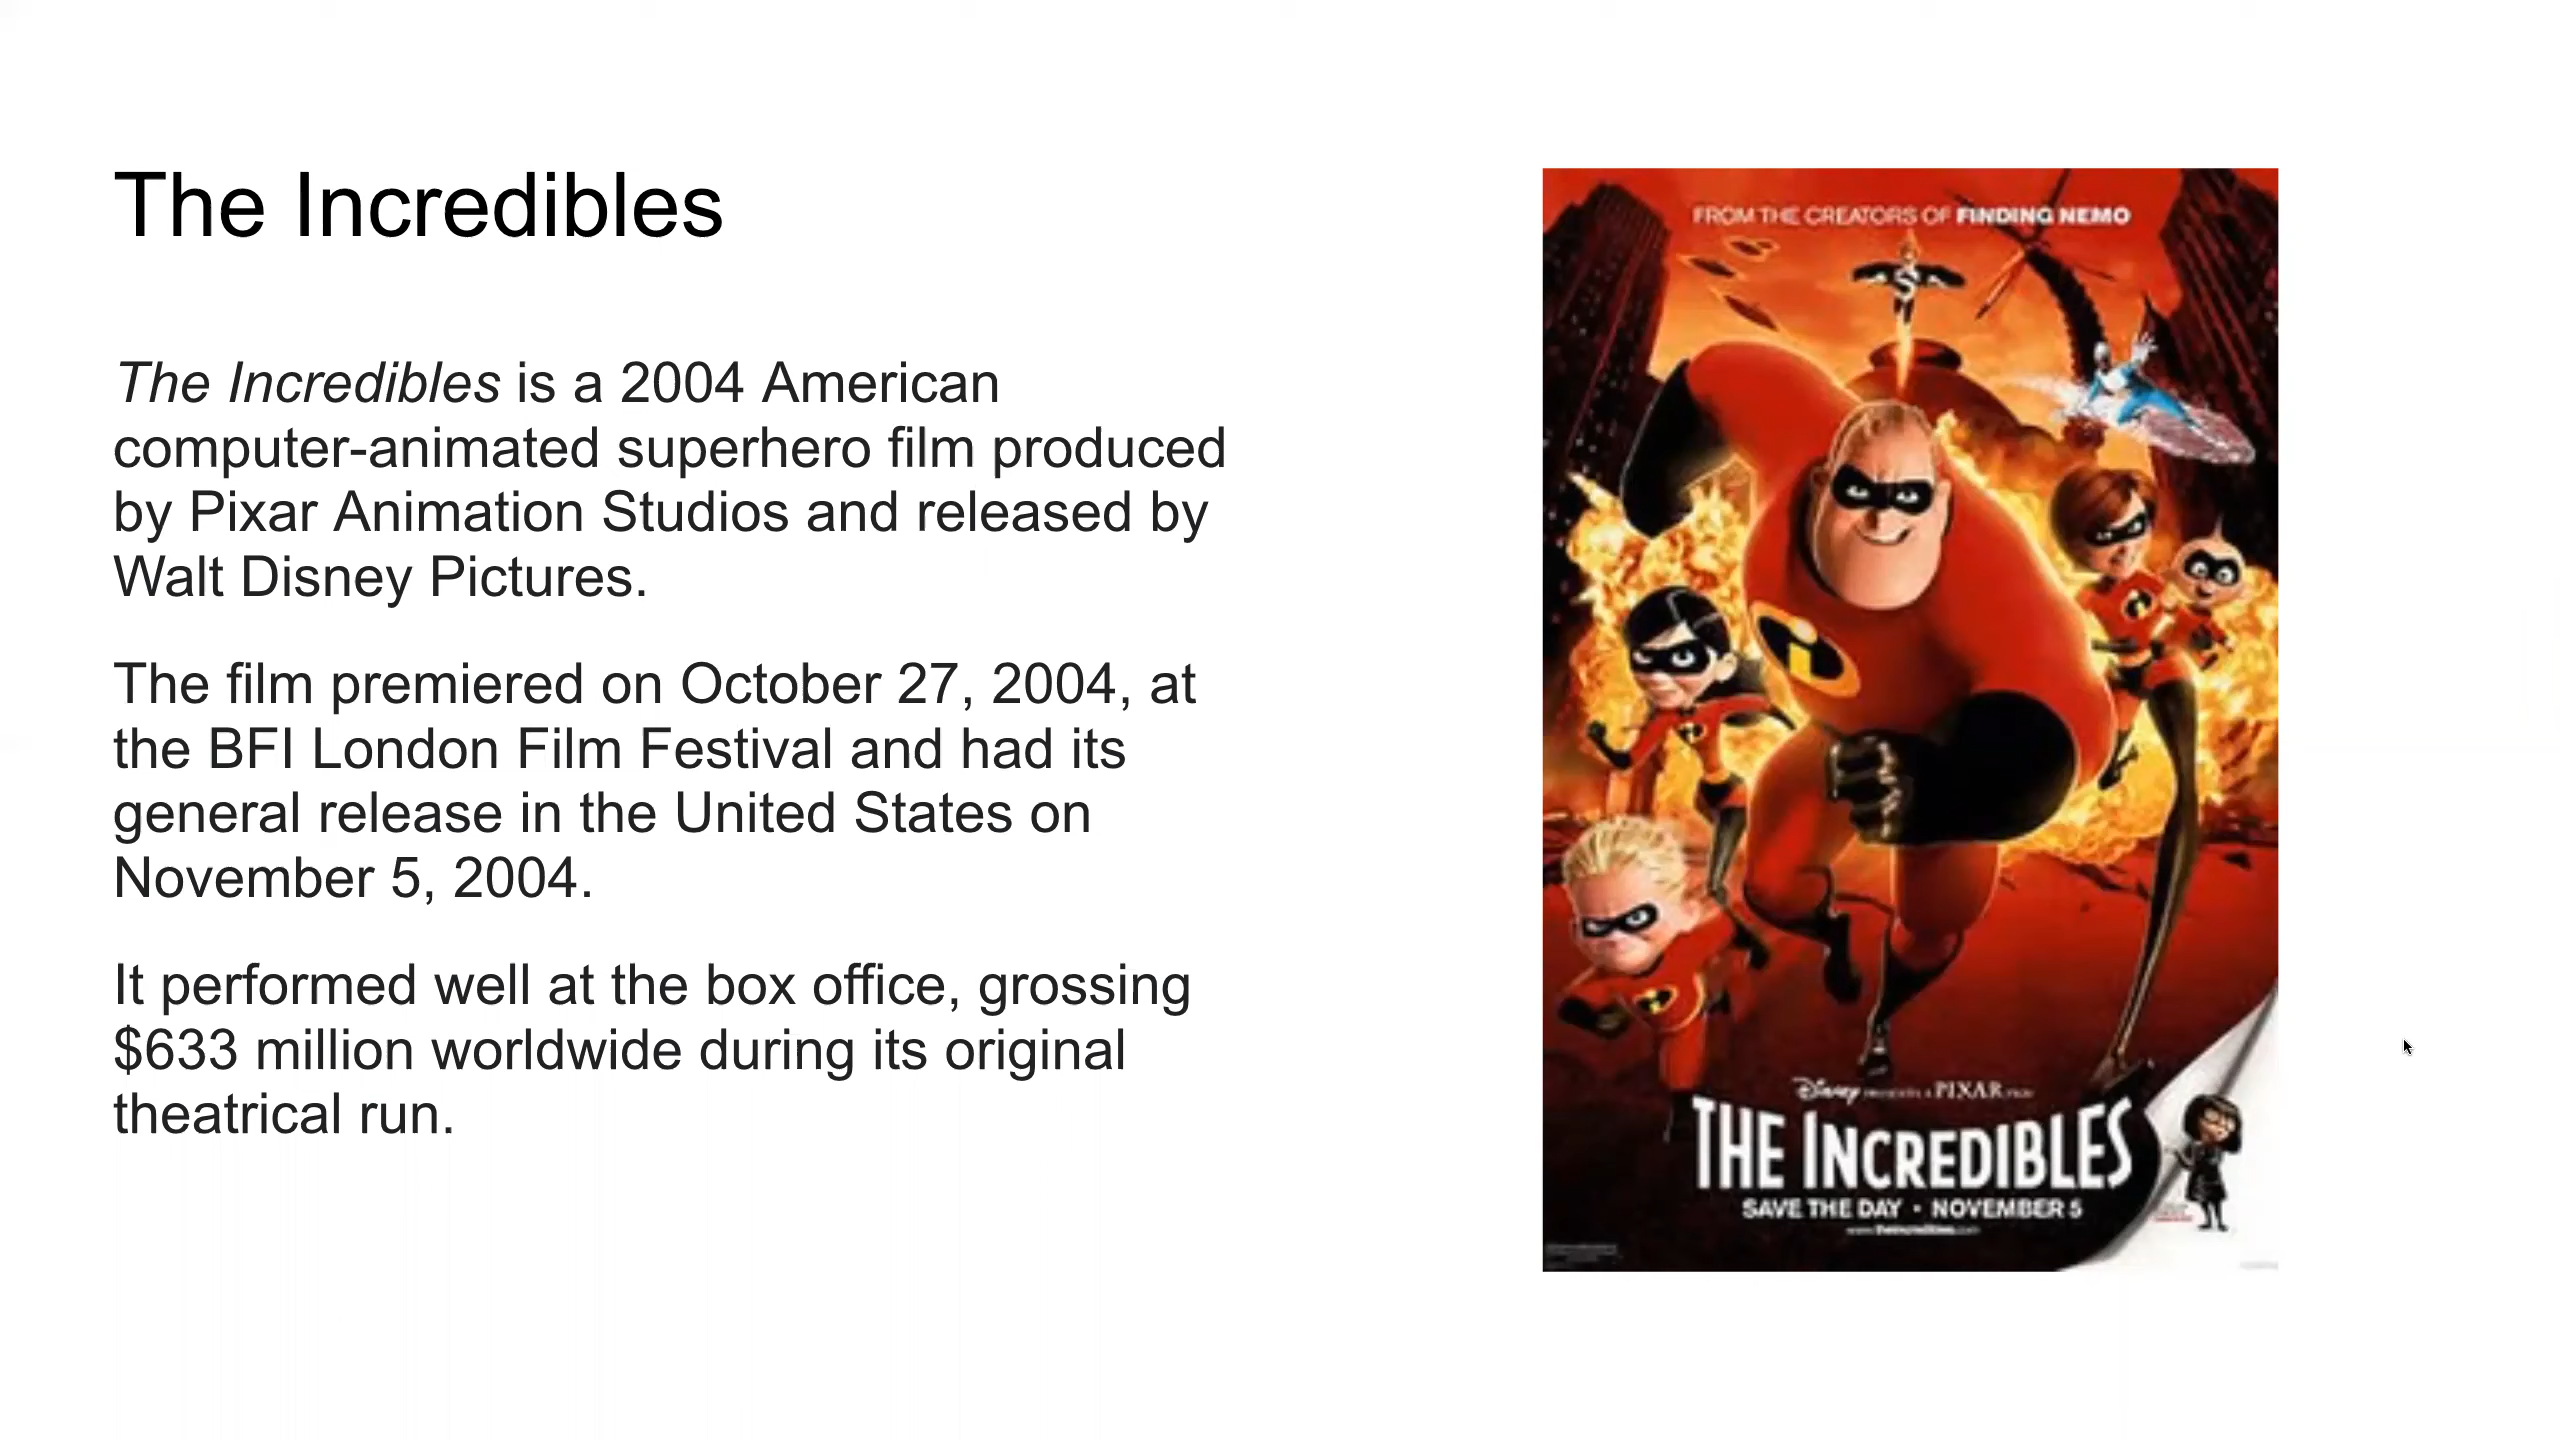 The Incredibles
The Incredibles is a 2004 American
computer-animated superhero film produced
by Pixar Animation Studios and released by
Walt Disney Pictures.
The film premiered on October 27, 2004, at
the BFI London Film Festival and had its
general release in the United States on
November 5, 2004.
It performed well at the box office, grossing
$633 million worldwide during its original
theatrical run.
FROM THE CREATORS OF FINDING NEMO
Disney PRESENTS A PIXAR FILM
THE INCREDIBLES
SAVE THE DAY · NOVEMBER 5